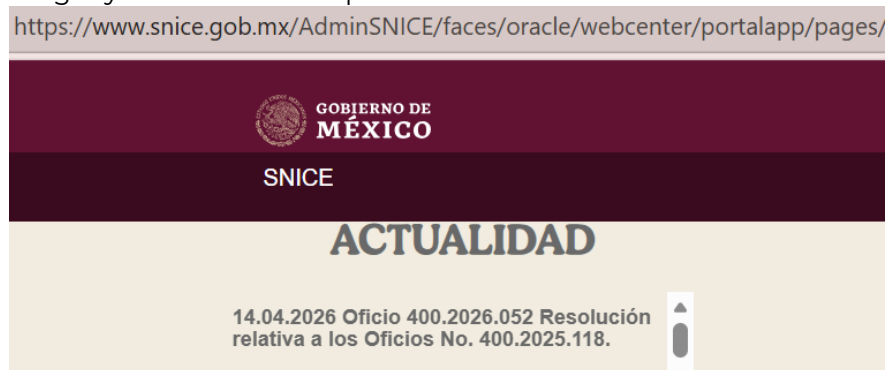 https://www.snice.gob.mx/AdminSNICE/faces/oracle/webcenter/portalapp/pages/
GOBIERNO DE
MÉXICO
SNICE
ACTUALIDAD
14.04.2026 Oficio 400.2026.052 Resolución
relativa a los Oficios No. 400.2025.118.